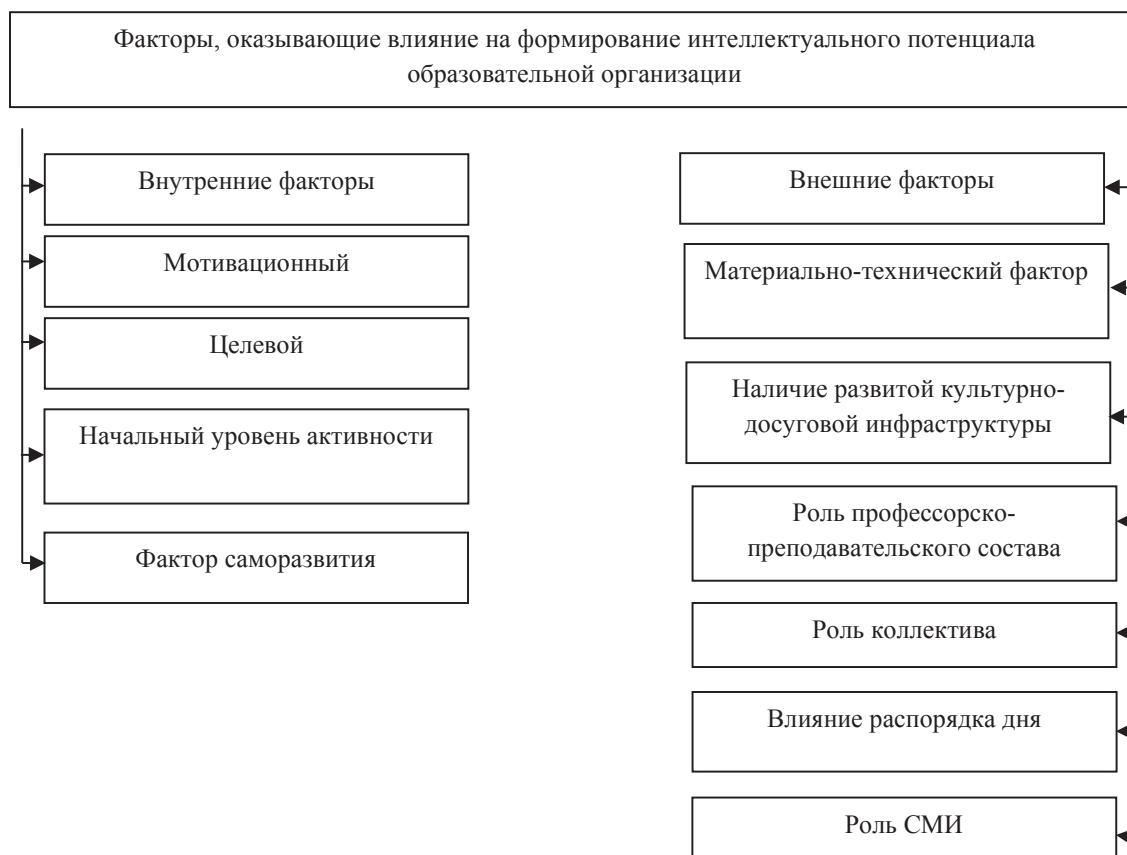 Факторы, оказывающие влияние на формирование интеллектуального потенциала
образовательной организации
Внутренние факторы
Мотивационный
Целевой
Начальный уровень активности
Фактор саморазвития
Внешние факторы
Материально-технический фактор
Наличие развитой культурно-
досуговой инфраструктуры
Роль профессорско-
преподавательского состава
Роль коллектива
Влияние распорядка дня
Роль СМИ